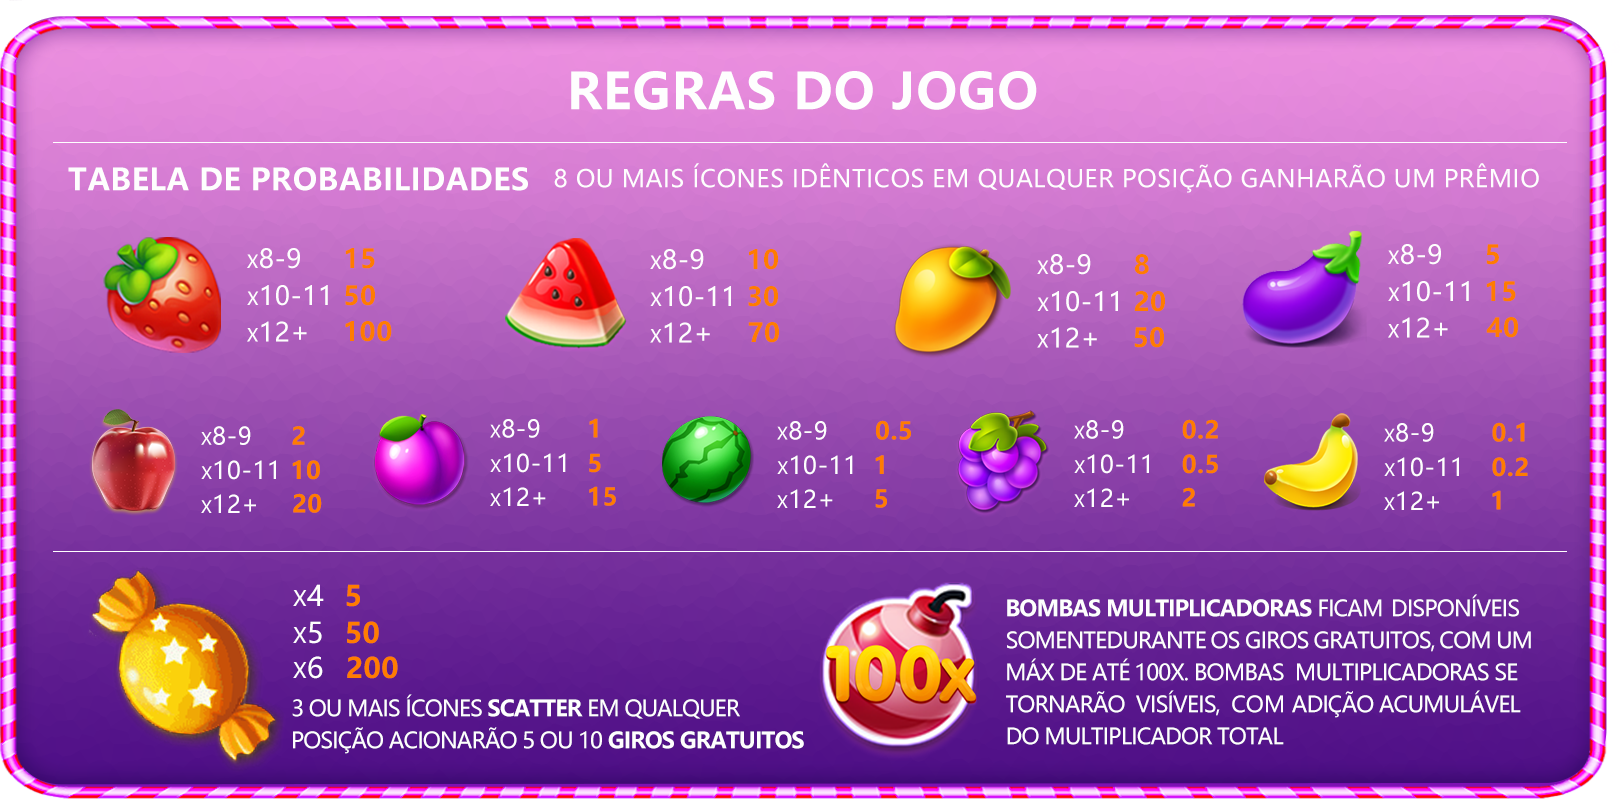 REGRAS DO JOGO
TABELA DE PROBABILIDADES 8 OU MAIS ÍCONES IDÊNTICOS EM QUALQUER POSIÇÃO GANHARÃO UM PRÊMIO
x8-9 15
x10-11 50
x12+ 100
x8-9 10
x10-11 30
x12+ 70
x8-9 8
x10-11 20
x12+ 50
x8-9 5
x10-11 15
x12+ 40
x8-9 2
x10-11 10
x12+ 20
x8-9 1
x10-11 5
x12+ 15
x8-9 0.5
x10-11 1
x12+ 5
x8-9 0.2
x10-11 0.5
x12+ 2
x8-9 0.1
x10-11 0.2
x12+ 1
x4 5
x5 50
x6 200
3 OU MAIS ÍCONES SCATTER EM QUALQUER
POSIÇÃO ACIONARÃO 5 OU 10 GIROS GRATUITOS
100x
BOMBAS MULTIPLICADORAS FICAM DISPONÍVEIS
SOMENTEDURANTE OS GIROS GRATUITOS, COM UM
MÁX DE ATÉ 100X. BOMBAS MULTIPLICADORAS SE
TORNARÃO VISÍVEIS, COM ADIÇÃO ACUMULÁVEL
DO MULTIPLICADOR TOTAL